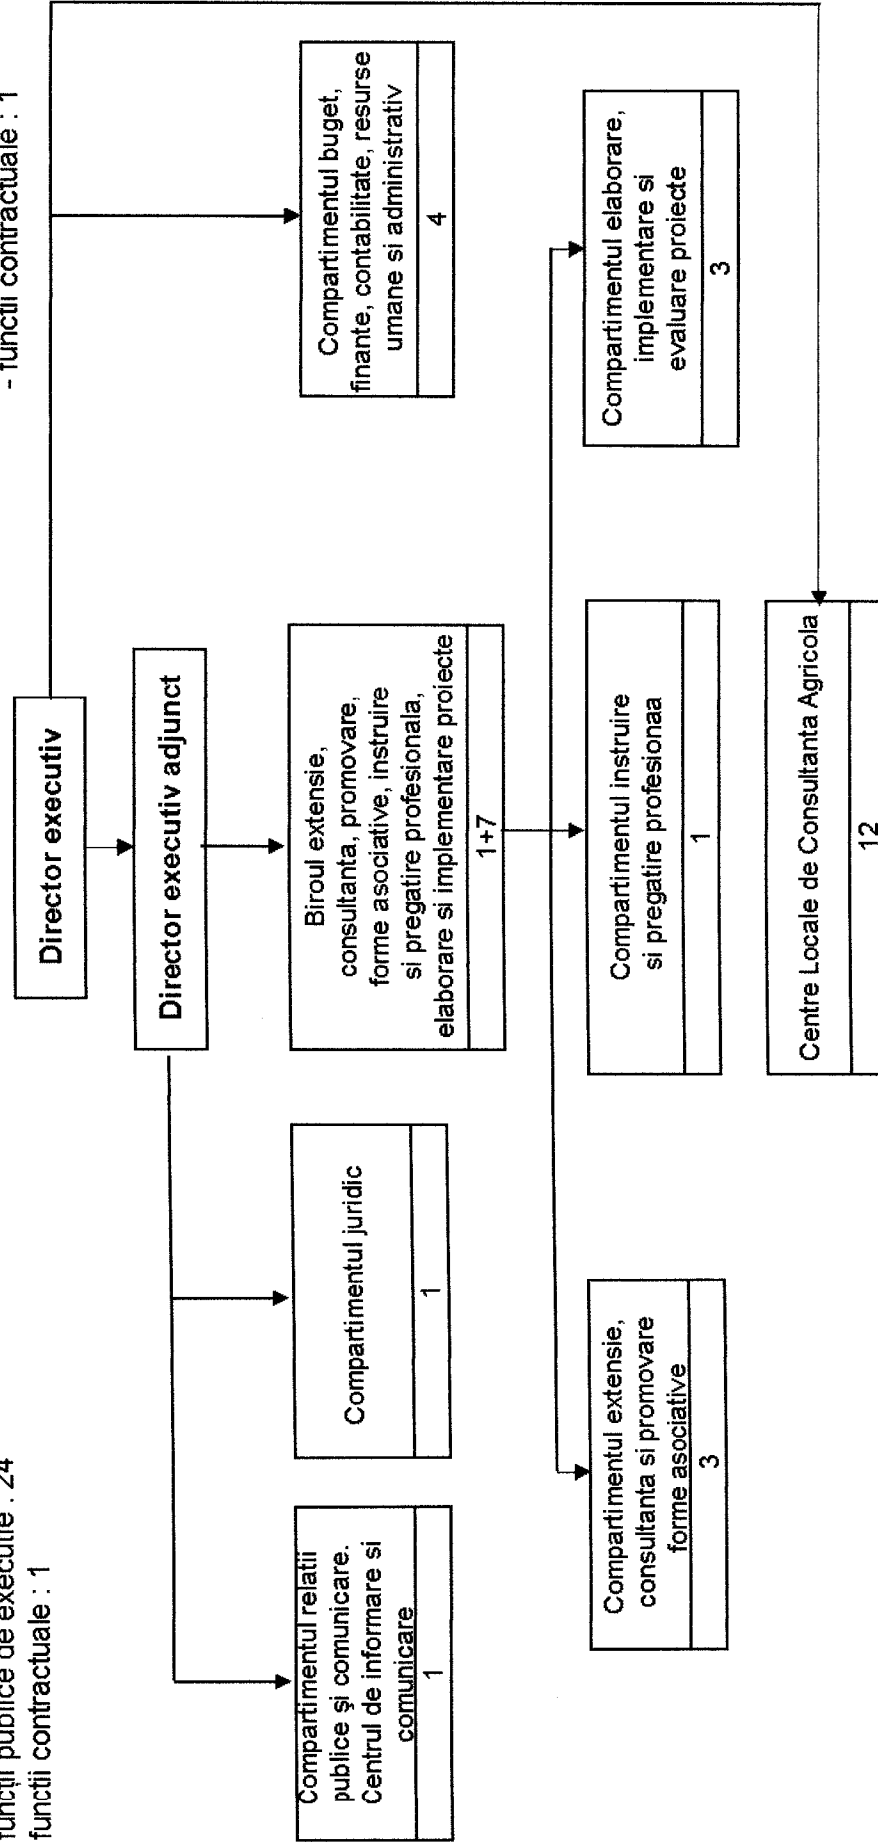 funcții publice de executie : 24
functii contractuale : 1
- functii contractuale : 1
Director executiv
Director executiv adjunct
Compartimentul relatii
publice şi comunicare.
Centrul de informare si
comunicare
1
Compartimentul juridic
1
Biroul extensie,
consultanta, promovare,
forme asociative, instruire
si pregatire profesionala,
elaborare si implementare proiecte
1+7
Compartimentul buget,
finante, contabilitate, resurse
umane si administrativ
4
Compartimentul extensie,
consultanta si promovare
forme asociative
3
Compartimentul instruire
si pregatire profesionaa
1
Compartimentul elaborare,
implementare si
evaluare proiecte
3
Centre Locale de Consultanta Agricola
12